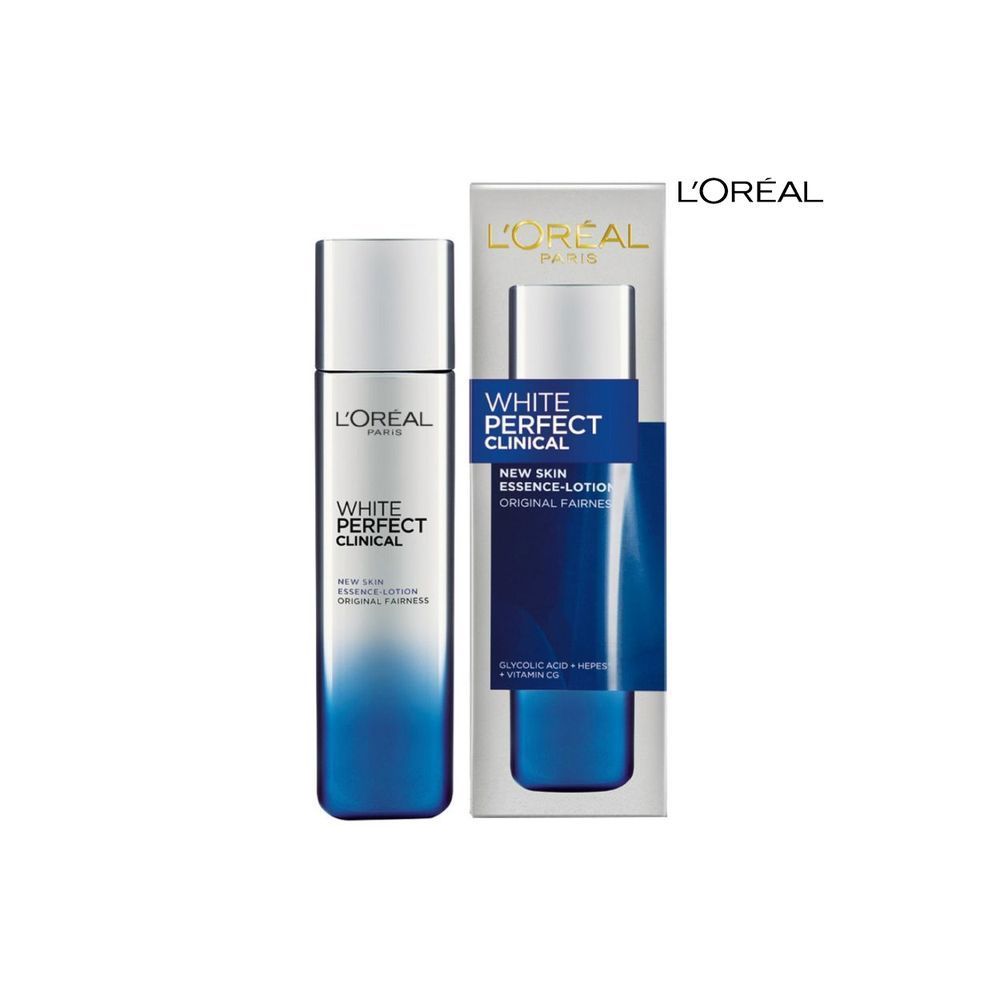 L'ORÉAL
L'ORÉAL
PARIS
WHITE
PERFECT
CLINICAL
NEW SKIN
ESSENCE-LOTION
ORIGINAL FAIRNESS
GLYCOLIC ACID + HEPES
+ VITAMIN CG
L'ORÉAL
PARIS
WHITE
PERFECT
CLINICAL
NEW SKIN
ESSENCE-LOTION
ORIGINAL FAIRNESS